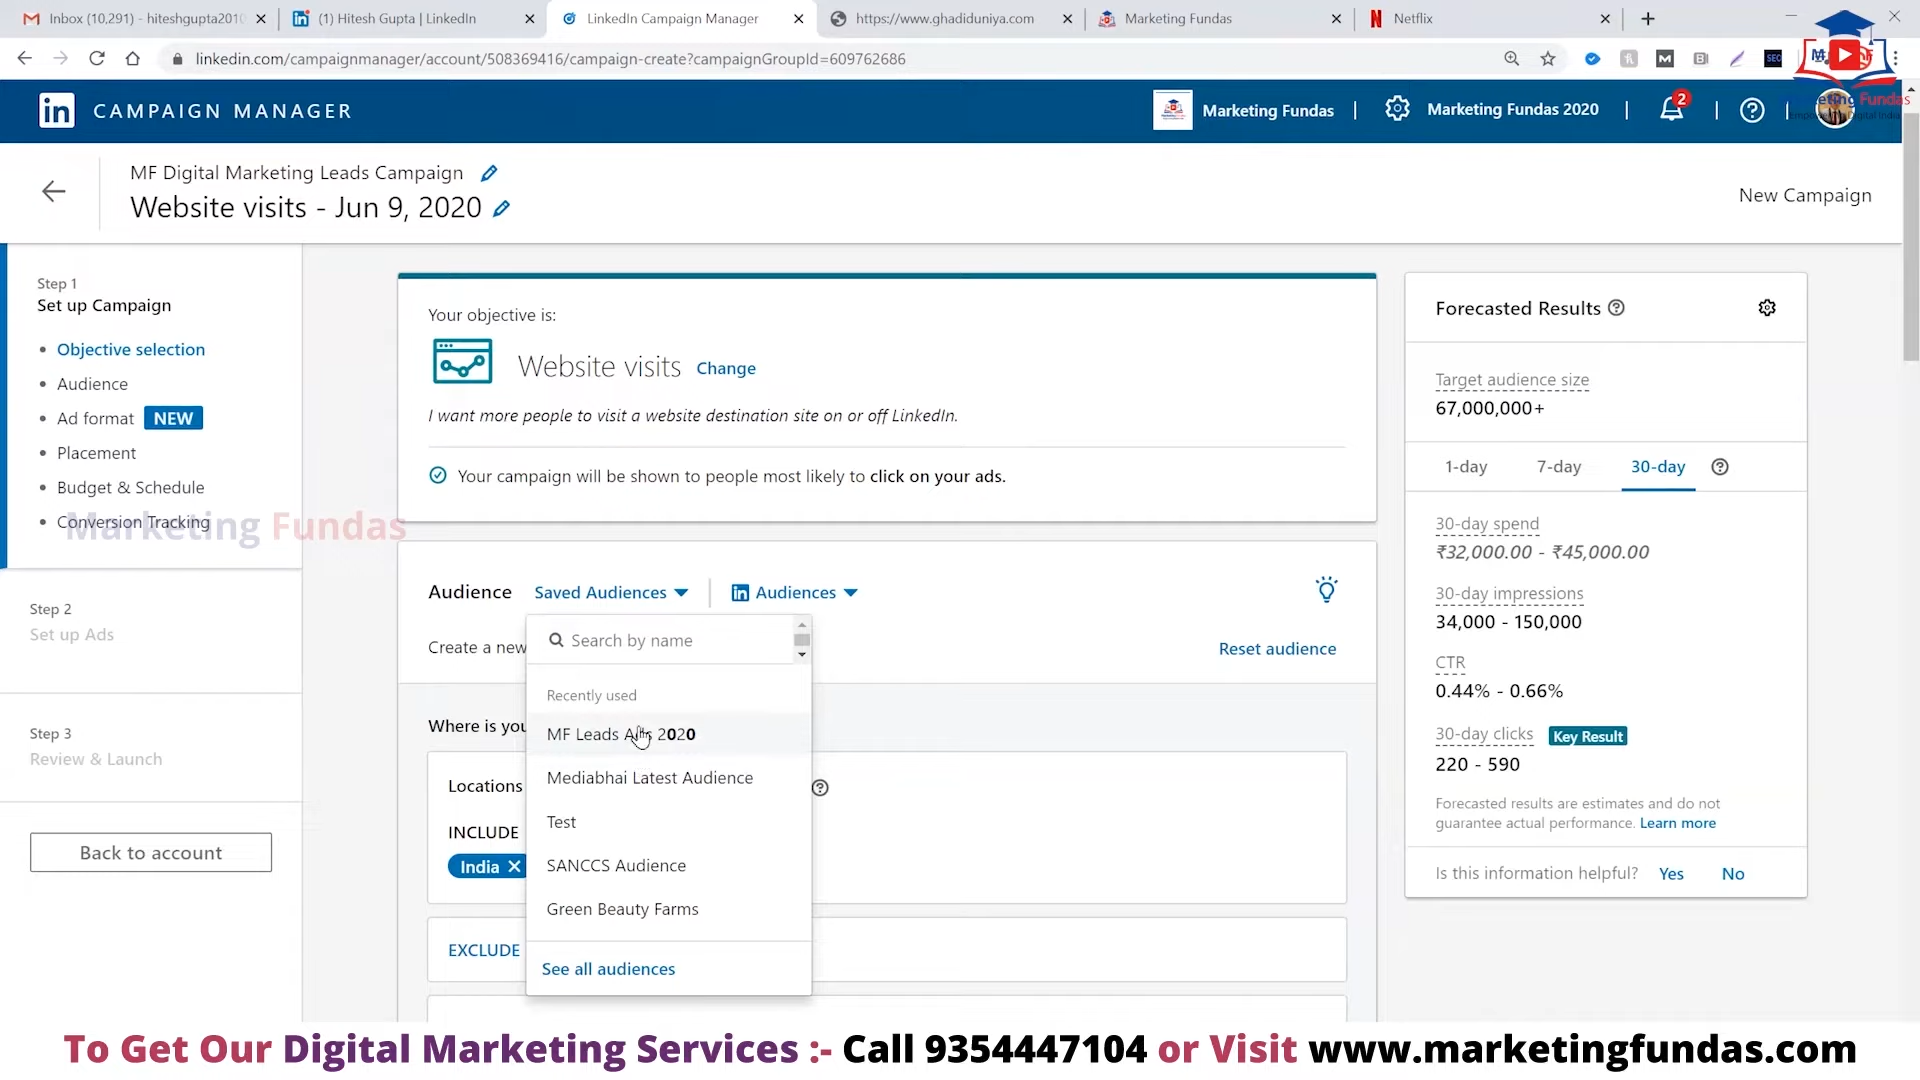 Inbox (10,291) - hiteshgupta2010
(1) Hitesh Gupta | LinkedIn
LinkedIn Campaign Manager
https://www.ghadiduniya.com
Marketing Fundas
Netflix
linkedin.com/campaignmanager/account/508369416/campaign-create?campaignGroupId=609762686
in CAMPAIGN MANAGER
Marketing Fundas
Marketing Fundas 2020
2
MF Digital Marketing Leads Campaign
Website visits - Jun 9, 2020
New Campaign
Step 1
Set up Campaign
Objective selection
Audience
Ad format NEW
Placement
Budget & Schedule
Conversion Tracking
Marketing Fundas
Step 2
Set up Ads
Step 3
Review & Launch
Back to account
Your objective is:
Website visits Change
I want more people to visit a website destination site on or off LinkedIn.
Your campaign will be shown to people most likely to click on your ads.
Audience Saved Audiences in Audiences
Create a new
Reset audience
Search by name
Recently used
MF Leads Ads 2020
Mediabhai Latest Audience
Test
SANCCS Audience
Green Beauty Farms
See all audiences
Where is you
Locations
INCLUDE
India
EXCLUDE
Forecasted Results
Target audience size
67,000,000+
1-day 7-day 30-day
30-day spend
₹32,000.00 - ₹45,000.00
30-day impressions
34,000 - 150,000
CTR
0.44% - 0.66%
30-day clicks Key Result
220 - 590
Forecasted results are estimates and do not
guarantee actual performance. Learn more
Is this information helpful? Yes No
To Get Our Digital Marketing Services :- Call 9354447104 or Visit www.marketingfundas.com